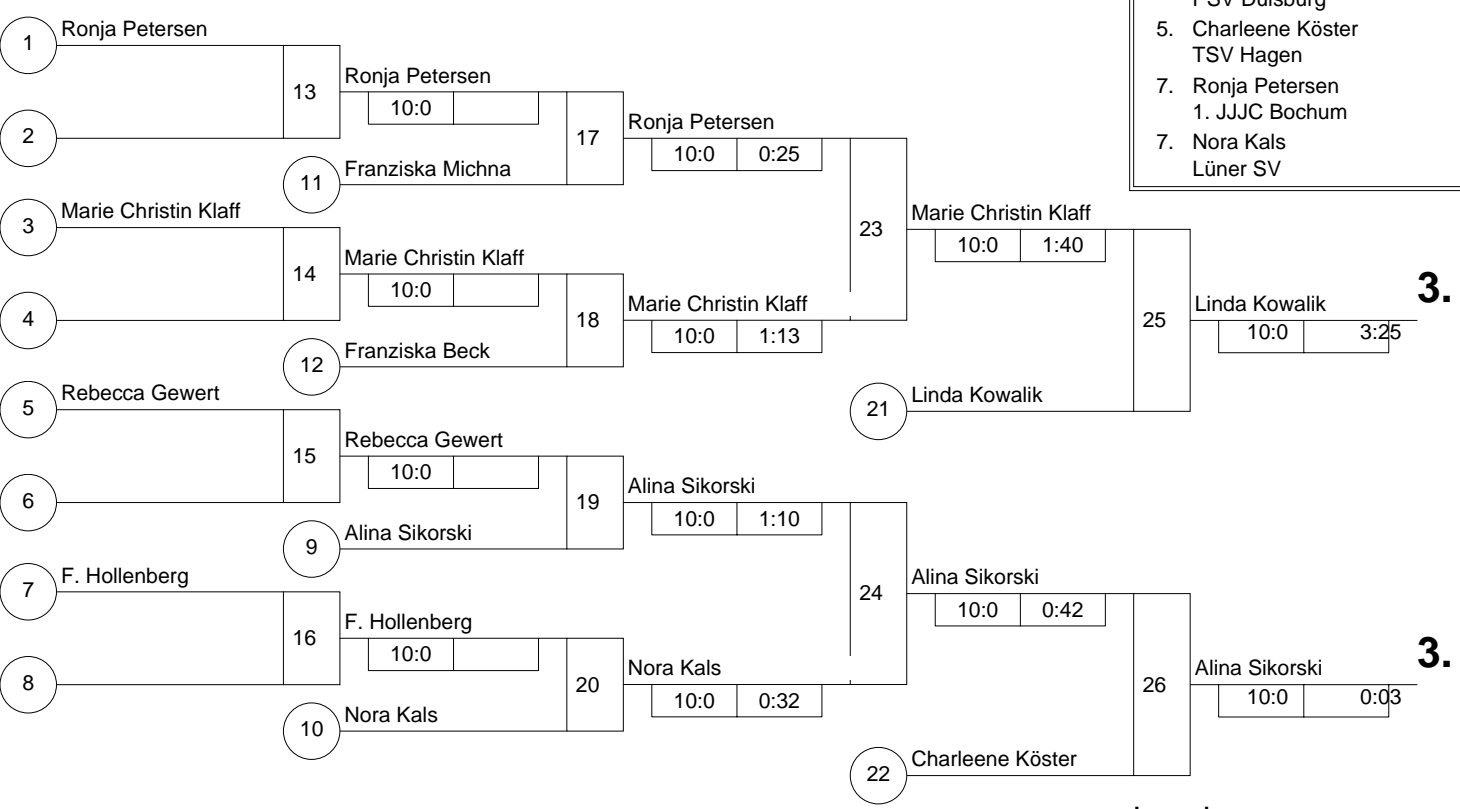 PSV Duisburg
5. Charleene Köster
TSV Hagen
7. Ronja Petersen
1. JJJC Bochum
7. Nora Kals
Lüner SV
1 Ronja Petersen
2
13
Ronja Petersen
10:0
11 Franziska Michna
17
Ronja Petersen
10:0 0:25
3 Marie Christin Klaff
4
14
Marie Christin Klaff
10:0
12 Franziska Beck
18
Marie Christin Klaff
10:0 1:13
23
Marie Christin Klaff
10:0 1:40
21 Linda Kowalik
25
Linda Kowalik
10:0 3:25
3.
5 Rebecca Gewert
6
15
Rebecca Gewert
10:0
9 Alina Sikorski
19
Alina Sikorski
10:0 1:10
7 F. Hollenberg
8
16
F. Hollenberg
10:0
10 Nora Kals
20
Nora Kals
10:0 0:32
24
Alina Sikorski
10:0 0:42
22 Charleene Köster
26
Alina Sikorski
10:0 0:03
3.